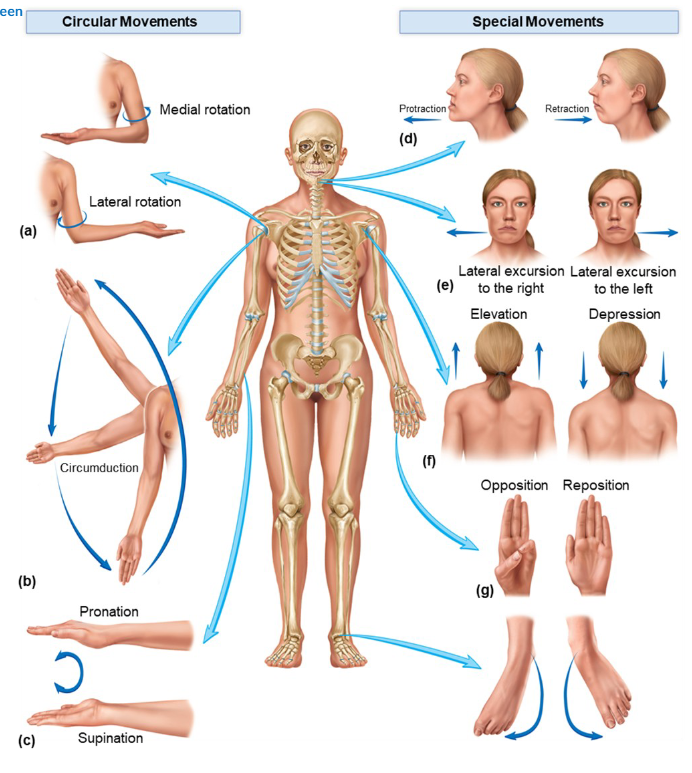 een
Circular Movements
Special Movements
Medial rotation
Lateral rotation
(a)
Circumduction
(b)
Pronation
(c)
Supination
Protraction
Retraction
(d)
Lateral excursion
to the right
Lateral excursion
to the left
(e)
Elevation
Depression
(f)
Opposition
Reposition
(g)